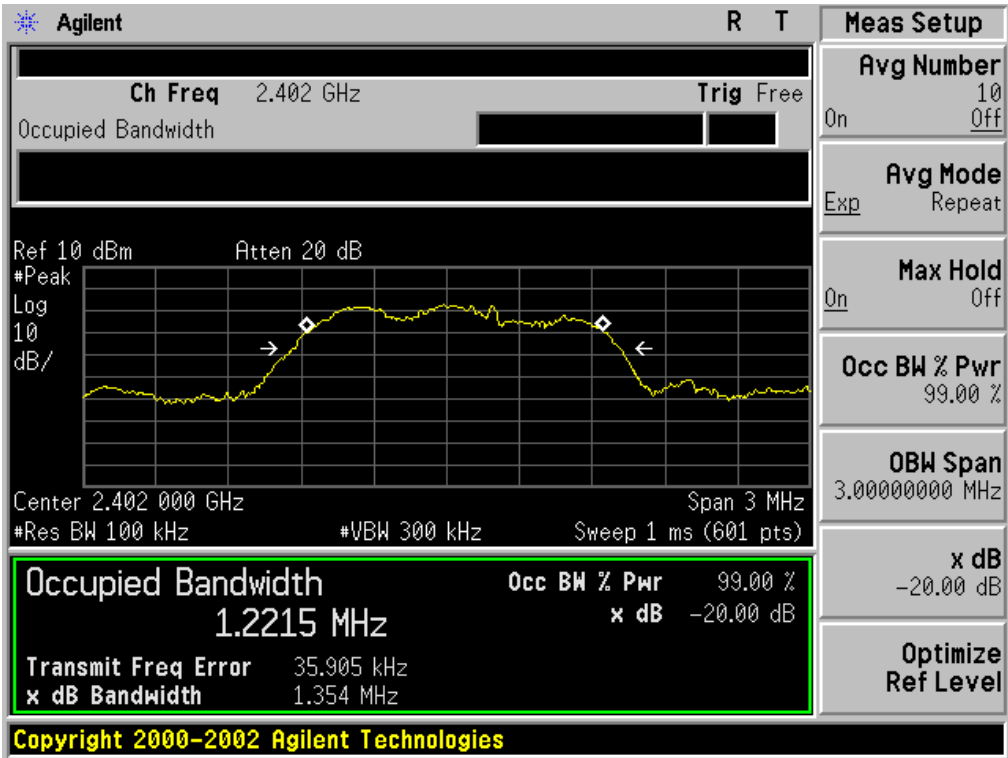 Agilent R T
Ch Freq 2.402 GHz Trig Free
Occupied Bandwidth
Ref 10 dBm Atten 20 dB
#Peak
Log
10
dB/
Center 2.402 000 GHz Span 3 MHz
#Res BW 100 kHz #VBW 300 kHz Sweep 1 ms (601 pts)
Occupied Bandwidth Occ BW % Pwr 99.00 %
1.2215 MHz x dB -20.00 dB
Transmit Freq Error 35.905 kHz
x dB Bandwidth 1.354 MHz
Copyright 2000-2002 Agilent Technologies
Meas Setup
Avg Number
10
On Off
Avg Mode
Exp Repeat
Max Hold
On Off
Occ BW % Pwr
99.00 %
OBW Span
3.00000000 MHz
x dB
-20.00 dB
Optimize
Ref Level